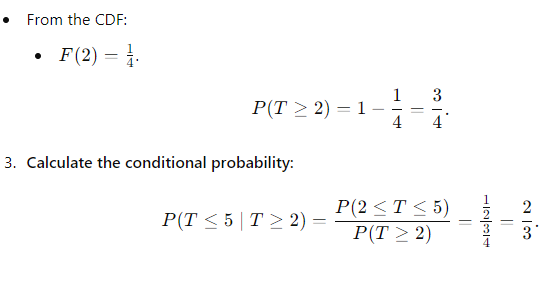 • From the CDF:
• F(2) = 1/4.
P(T ≥ 2) = 1 − 1/4 = 3/4.
3. Calculate the conditional probability:
P(T ≤ 5 | T ≥ 2) = P(2 ≤ T ≤ 5) / P(T ≥ 2) = (1/2) / (3/4) = 2/3.